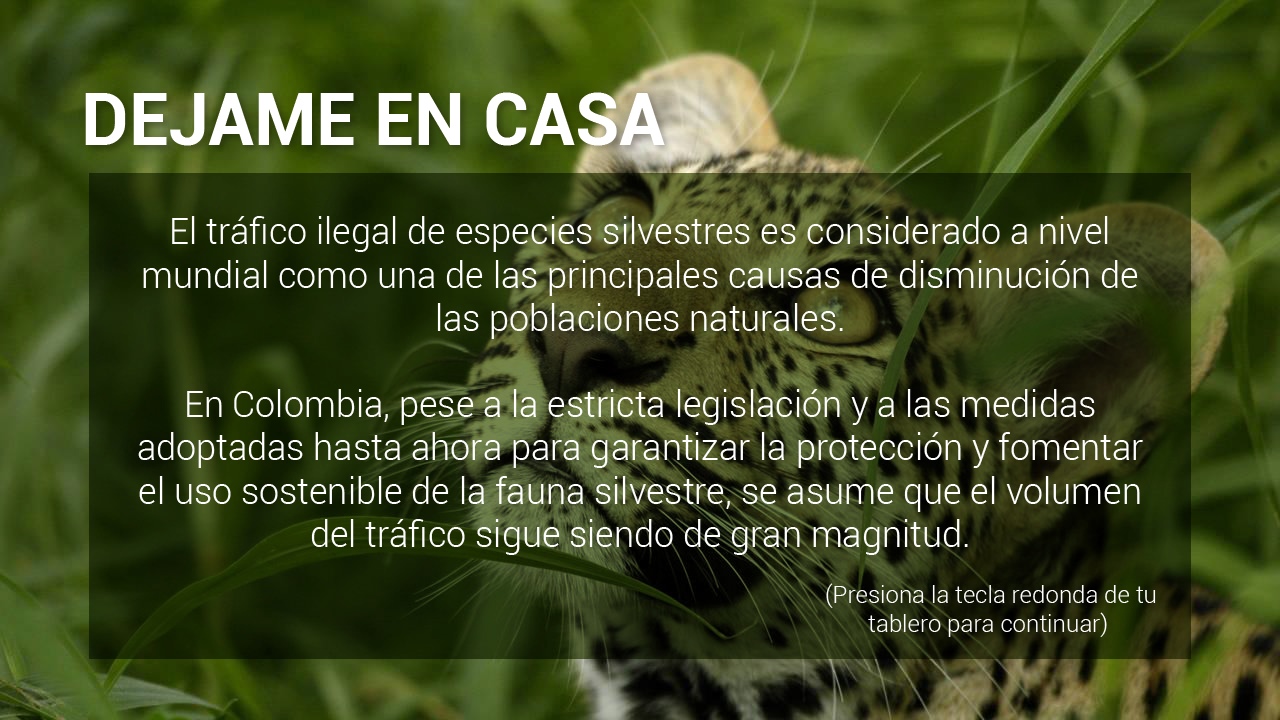 DEJAME EN CASA
El tráfico ilegal de especies silvestres es considerado a nivel
mundial como una de las principales causas de disminución de
las poblaciones naturales.
En Colombia, pese a la estricta legislación y a las medidas
adoptadas hasta ahora para garantizar la protección y fomentar
el uso sostenible de la fauna silvestre, se asume que el volumen
del tráfico sigue siendo de gran magnitud.
(Presiona la tecla redonda de tu
tablero para continuar)